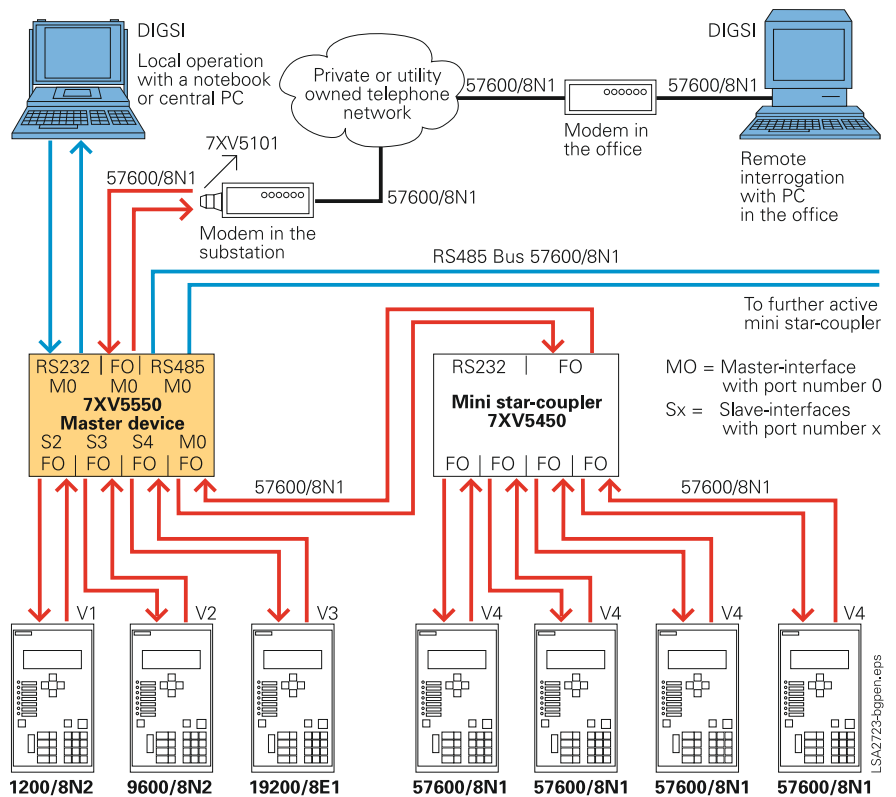 DIGSI
Local operation
with a notebook
or central PC
Private or utility
owned telephone
network
57600/8N1
Modem in
the office
57600/8N1
DIGSI
Remote
interrogation
with PC
in the office
7XV5101
57600/8N1
57600/8N1
Modem in the
substation
RS485 Bus 57600/8N1
To further active
mini star-coupler
RS232 FO RS485
M0 M0 M0
7XV5550
Master device
S2 S3 S4 M0
FO FO FO FO
RS232 FO
Mini star-coupler
7XV5450
FO FO FO FO
MO = Master-interface
with port number 0
Sx = Slave-interfaces
with port number x
57600/8N1
57600/8N1
V1
V2
V3
V4
V4
V4
V4
1200/8N2
9600/8N2
19200/8E1
57600/8N1
57600/8N1
57600/8N1
57600/8N1
LSA2723-bgpen.eps